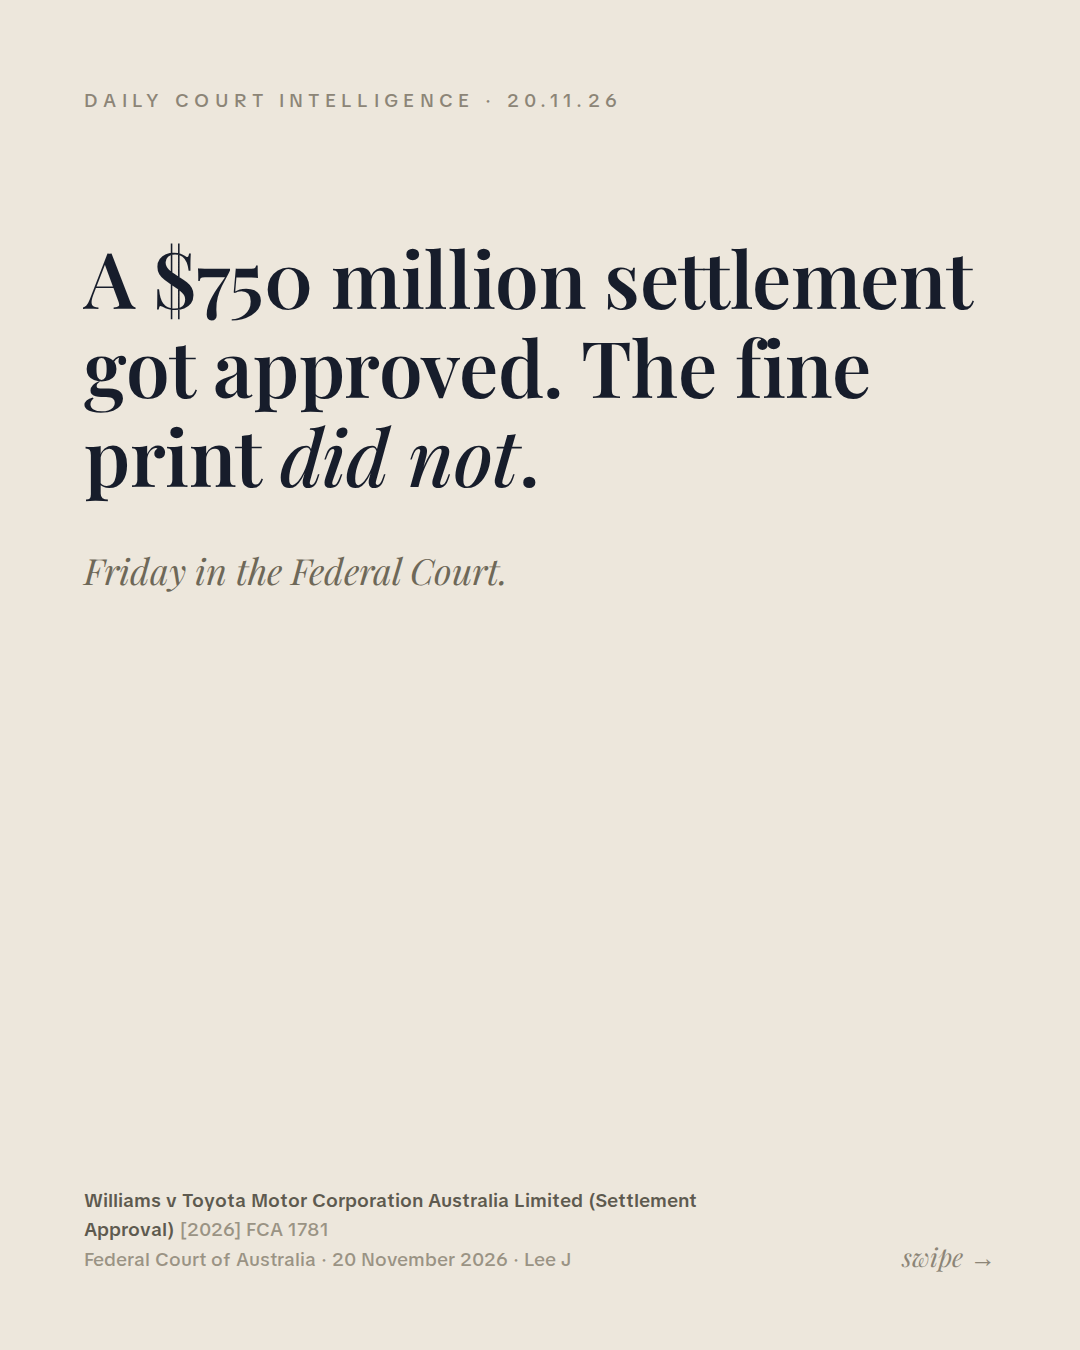 DAILY COURT INTELLIGENCE · 20.11.26
A $750 million settlement
got approved. The fine
print did not.
Friday in the Federal Court.
Williams v Toyota Motor Corporation Australia Limited (Settlement
Approval) [2026] FCA 1781
Federal Court of Australia · 20 November 2026 · Lee J
swipe →